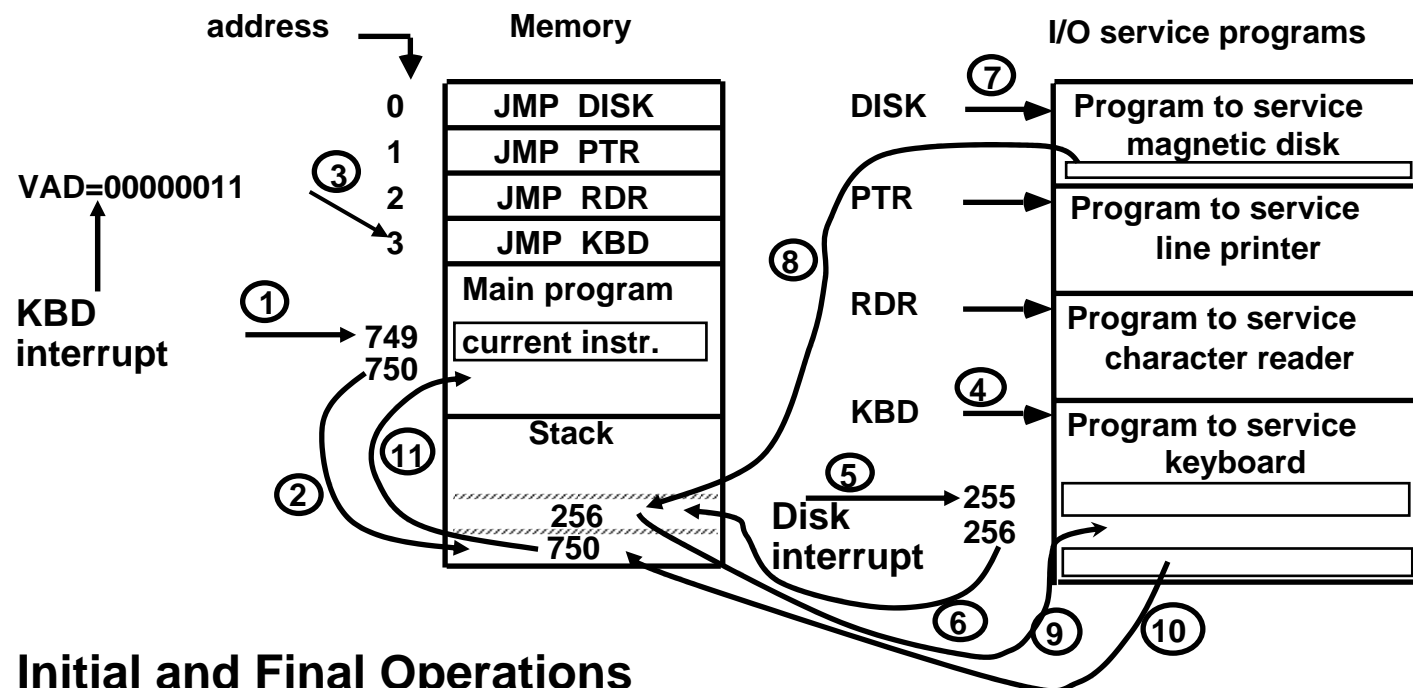 address
Memory
I/O service programs
0
JMP DISK
1
JMP PTR
2
JMP RDR
3
JMP KBD
VAD=00000011
3
KBD
interrupt
1
749
750
Main program
current instr.
Stack
2
11
256
750
DISK
7
Program to service
magnetic disk
PTR
Program to service
line printer
8
RDR
Program to service
character reader
KBD
4
Program to service
keyboard
5
Disk
interrupt
255
256
6
9
10
Initial and Final Operations